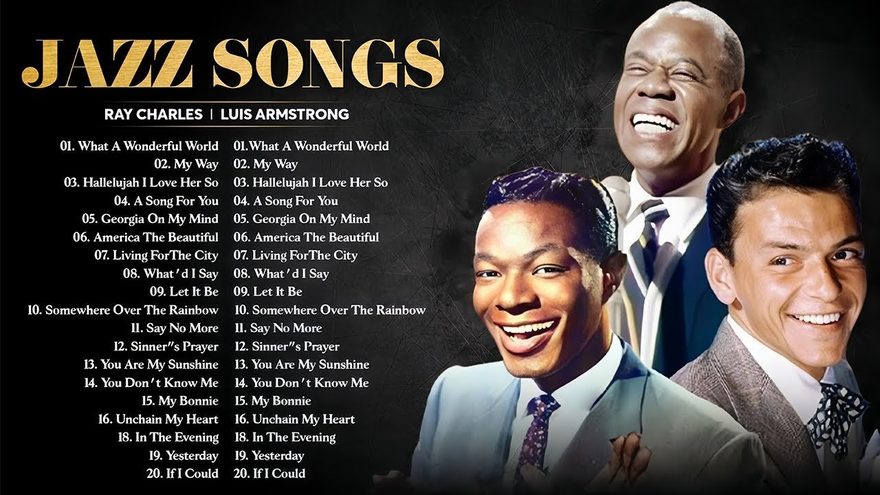 JAZZ SONGS
RAY CHARLES | LUIS ARMSTRONG
01. What A Wonderful World
02. My Way
03. Hallelujah I Love Her So
04. A Song For You
05. Georgia On My Mind
06. America The Beautiful
07. Living ForThe City
08. What'd I Say
09. Let It Be
10. Somewhere Over The Rainbow
11. Say No More
12. Sinner"s Prayer
13. You Are My Sunshine
14. You Don't Know Me
15. My Bonnie
16. Unchain My Heart
18. In The Evening
19. Yesterday
20. If I Could
01.What A Wonderful World
02. My Way
03. Hallelujah I Love Her So
04. A Song For You
05. Georgia On My Mind
06. America The Beautiful
07. Living ForThe City
08. What'd I Say
09. Let It Be
10. Somewhere Over The Rainbow
11. Say No More
12. Sinner"s Prayer
13. You Are My Sunshine
14. You Don't Know Me
15. My Bonnie
16. Unchain My Heart
18. In The Evening
19. Yesterday
20. If I Could